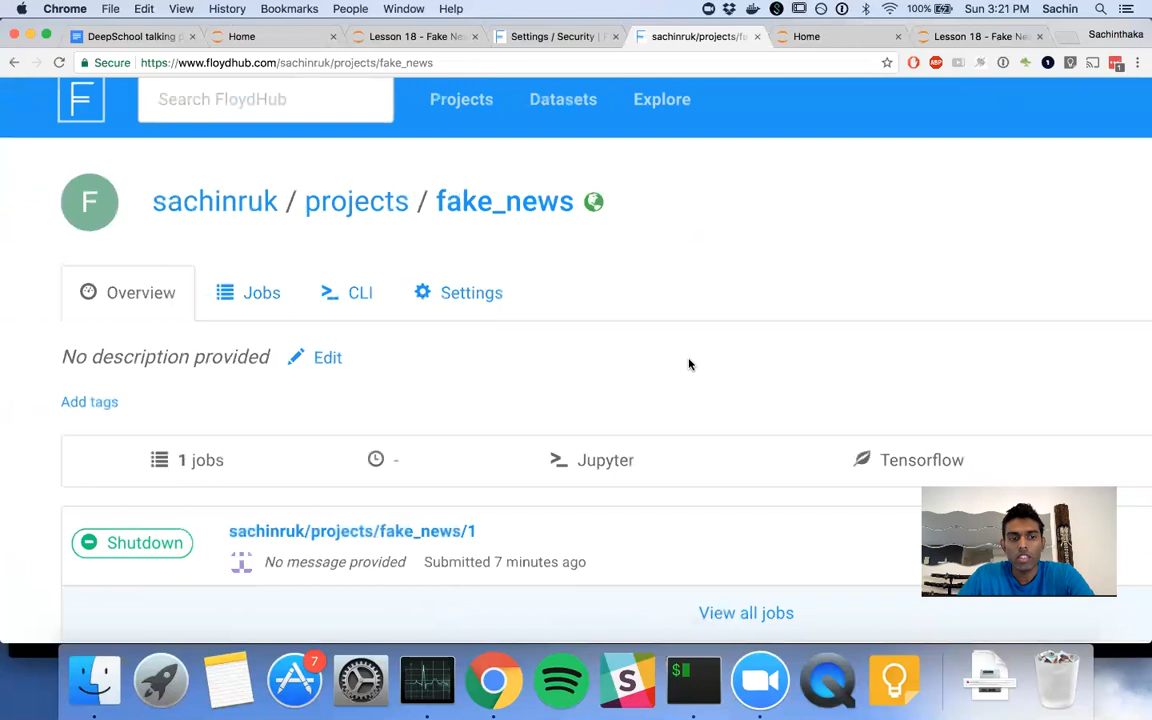 Chrome File Edit View History Bookmarks People Window Help 100% Sun 3:21 PM Sachin
DeepSchool talking p Home Lesson 18 - Fake Ne Settings / Security | F sachinruk/projects/fa Home Lesson 18 - Fake Ne Sachinthaka
Secure https://www.floydhub.com/sachinruk/projects/fake_news
Search FloydHub Projects Datasets Explore
F sachinruk / projects / fake_news
Overview Jobs CLI Settings
No description provided Edit
Add tags
1 jobs - Jupyter Tensorflow
sachinruk/projects/fake_news/1
Shutdown
No message provided Submitted 7 minutes ago
View all jobs
7